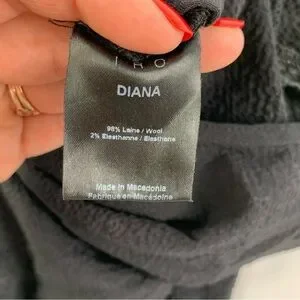 IRO
DIANA
98% Laine / Wool
2% Elasthanne / Elasthane
Made in Macedonia
Fabriqué en Macédoine